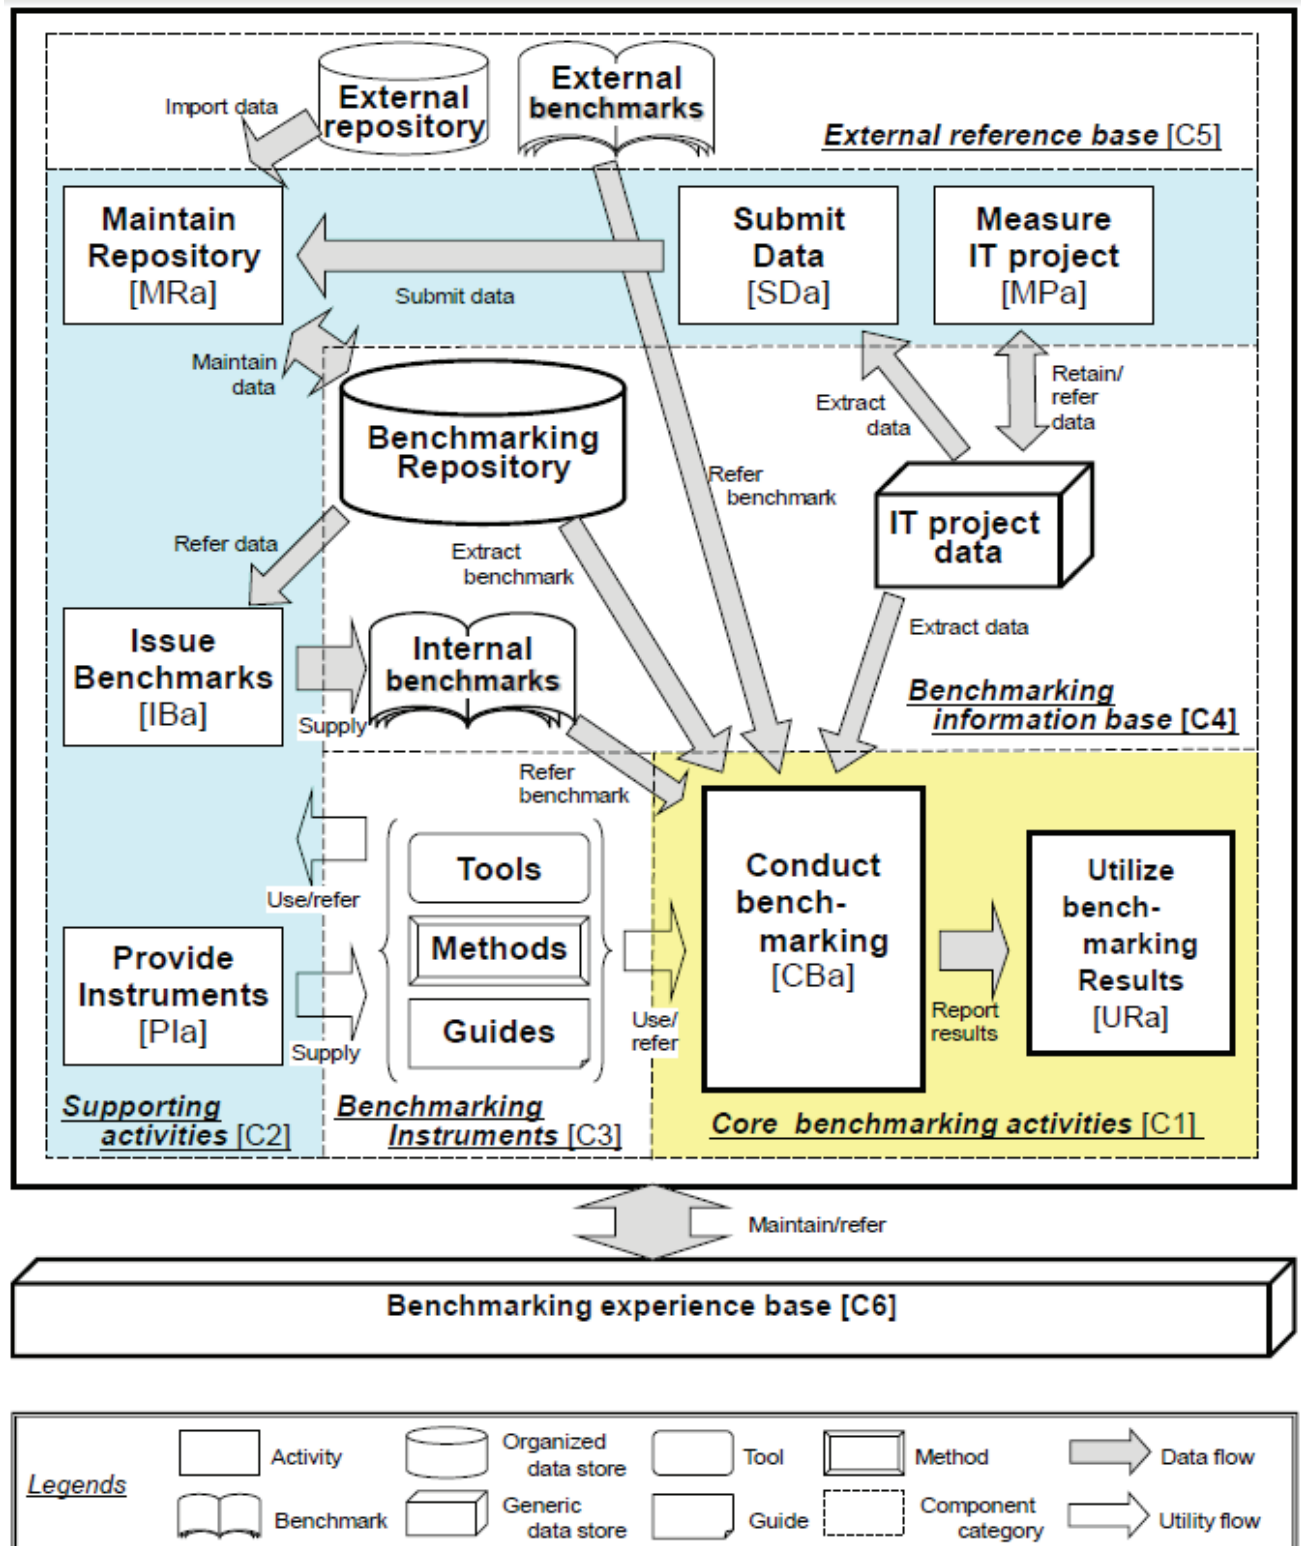 External
repository
External
benchmarks
Import data
External reference base [C5]
Maintain
Repository
[MRa]
Submit
Data
[SDa]
Measure
IT project
[MPa]
Submit data
Maintain
data
Retain/
refer
data
Extract
data
Benchmarking
Repository
Refer
benchmark
IT project
data
Refer data
Extract
benchmark
Issue
Benchmarks
[IBa]
Internal
benchmarks
Extract data
Supply
Benchmarking
information base [C4]
Refer
benchmark
Tools
Use/refer
Conduct
bench-
marking
[CBa]
Utilize
bench-
marking
Results
[URa]
Methods
Provide
Instruments
[PIa]
Guides
Supply
Use/
refer
Report
results
Supporting
activities [C2]
Benchmarking
Instruments [C3]
Core benchmarking activities [C1]
Maintain/refer
Benchmarking experience base [C6]
Legends
Activity
Organized
data store
Tool
Method
Data flow
Benchmark
Generic
data store
Guide
Component
category
Utility flow